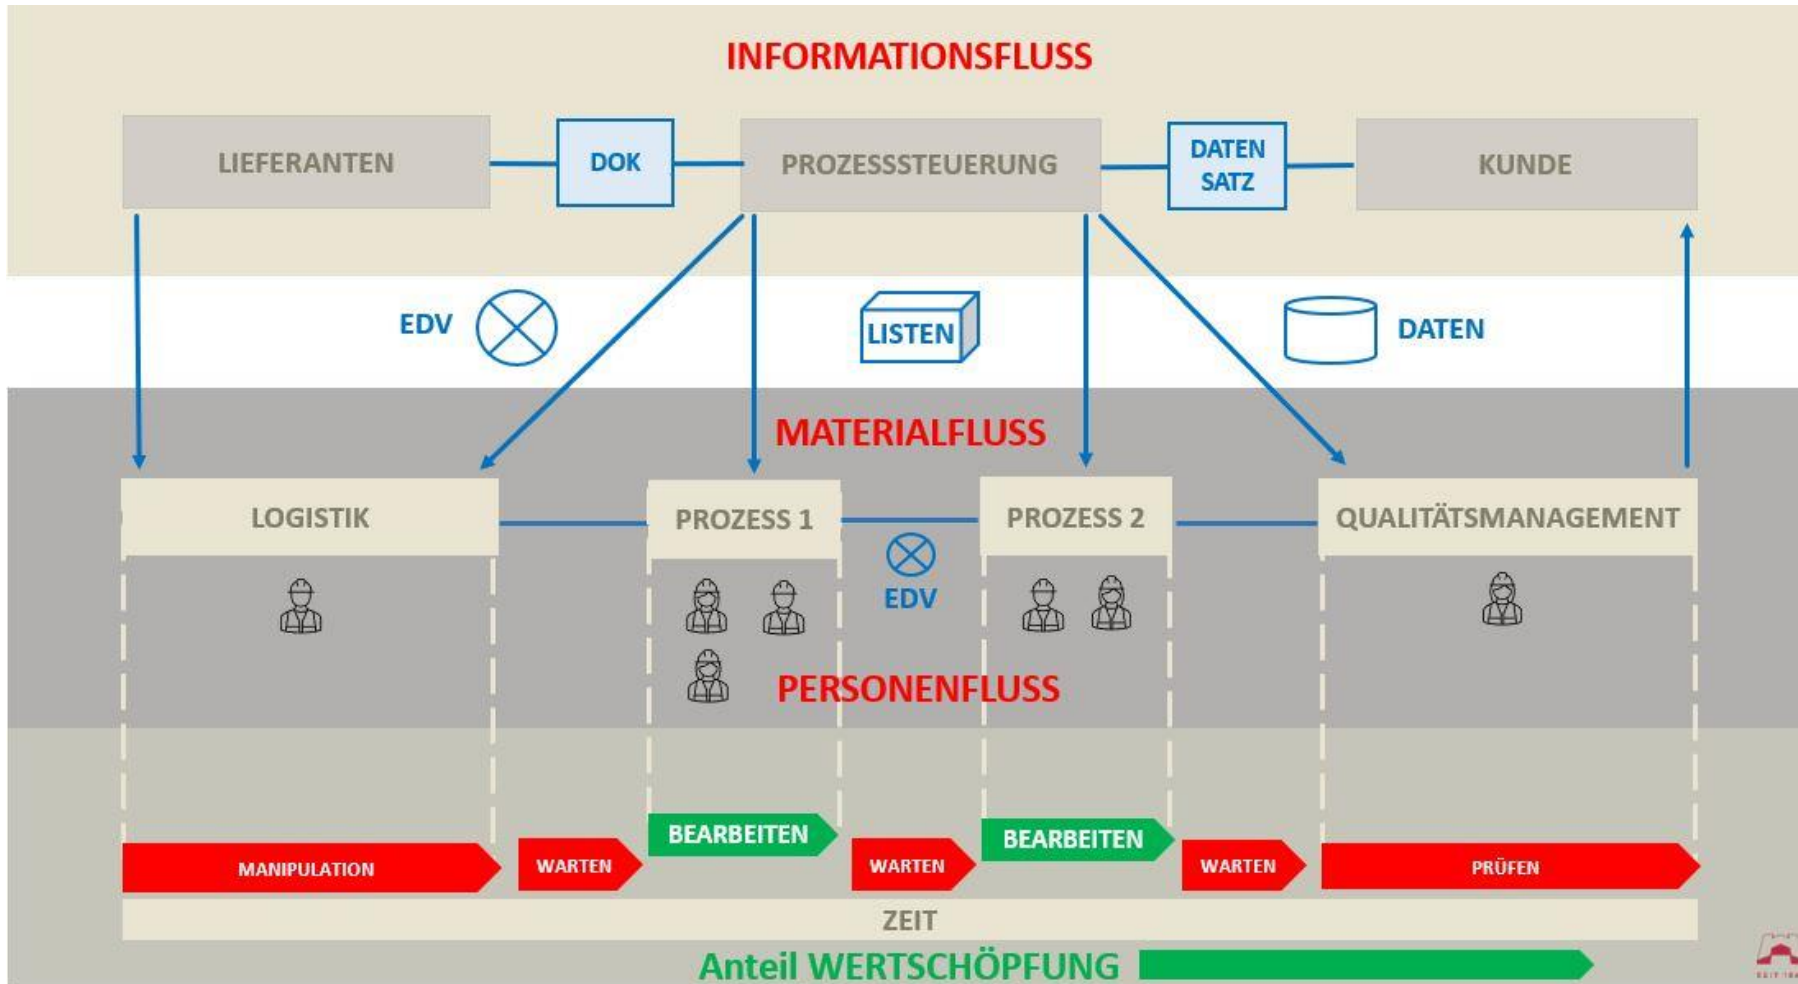 INFORMATIONSFLUSS
LIEFERANTEN
DOK
PROZESSSTEUERUNG
DATEN
SATZ
KUNDE
EDV
LISTEN
DATEN
MATERIALFLUSS
LOGISTIK
PROZESS 1
PROZESS 2
QUALITÄTSMANAGEMENT
EDV
PERSONENFLUSS
BEARBEITEN
BEARBEITEN
MANIPULATION
WARTEN
WARTEN
WARTEN
PRÜFEN
ZEIT
Anteil WERTSCHÖPFUNG